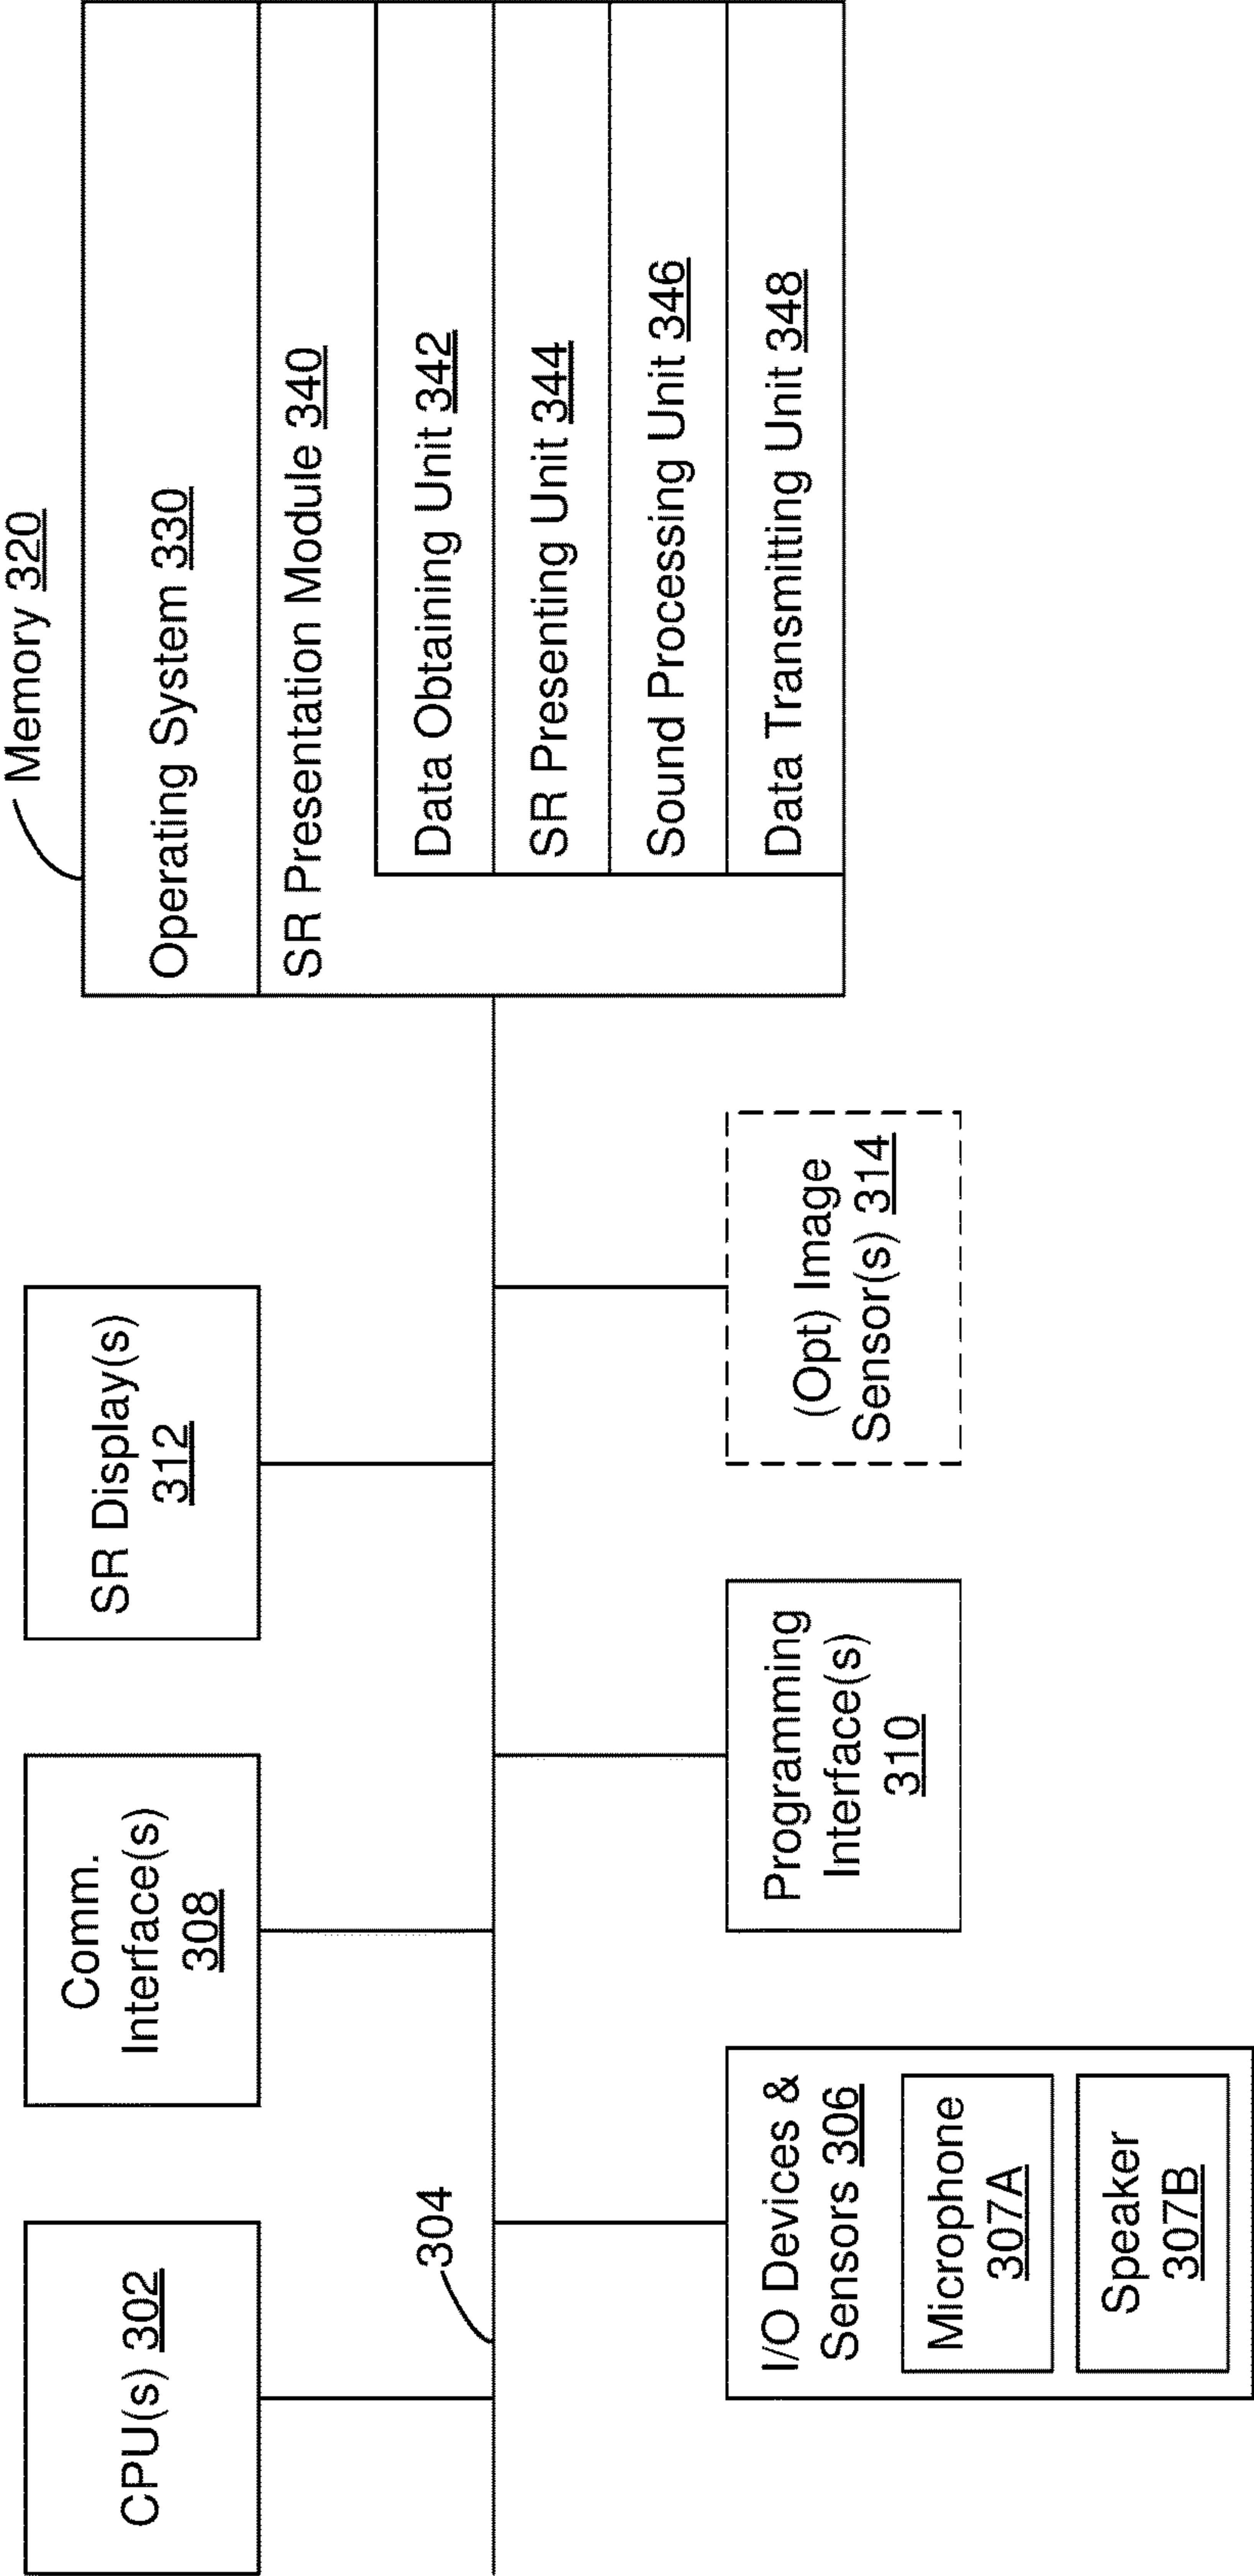 Memory 320
CPU(s) 302
Comm.
Interface(s)
308
SR Display(s)
312
Operating System 330
SR Presentation Module 340
Data Obtaining Unit 342
SR Presenting Unit 344
Sound Processing Unit 346
Data Transmitting Unit 348
304
I/O Devices &
Sensors 306
Microphone
307A
Speaker
307B
Programming
Interface(s)
310
(Opt) Image
Sensor(s) 314